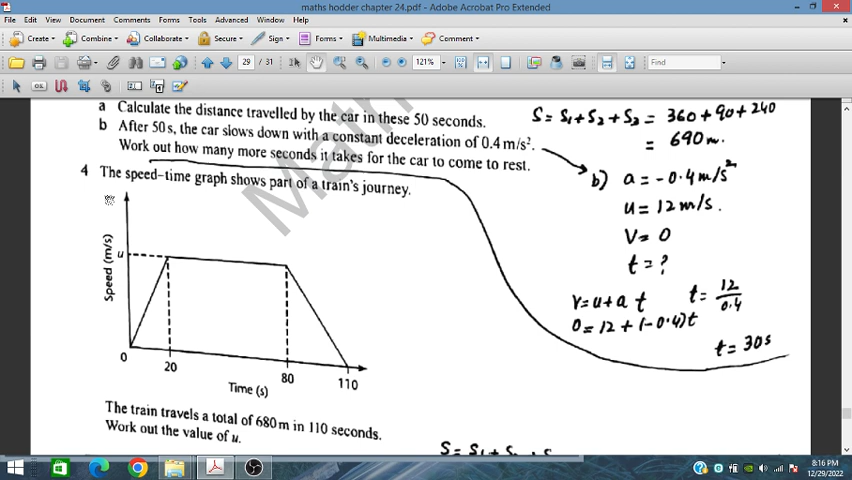 maths hodder chapter 24.pdf - Adobe Acrobat Pro Extended
File Edit View Document Comments Forms Tools Advanced Window Help
Create Combine Collaborate Secure Sign Forms Multimedia Comment
29 / 31 121% Find
a Calculate the distance travelled by the car in these 50 seconds.
b After 50 s, the car slows down with a constant deceleration of 0.4 m/s².
Work out how many more seconds it takes for the car to come to rest.
S = S1 + S2 + S3 = 360 + 90 + 240
= 690 m.
b) a = -0.4 m/s²
u = 12 m/s.
V = 0
t = ?
V = u + a t
0 = 12 + (-0.4)t
t = 12/0.4
t = 30s
4 The speed–time graph shows part of a train's journey.
Speed (m/s)
u
0
20
80
110
Time (s)
The train travels a total of 680 m in 110 seconds.
Work out the value of u.
Math
8:16 PM
12/29/2022